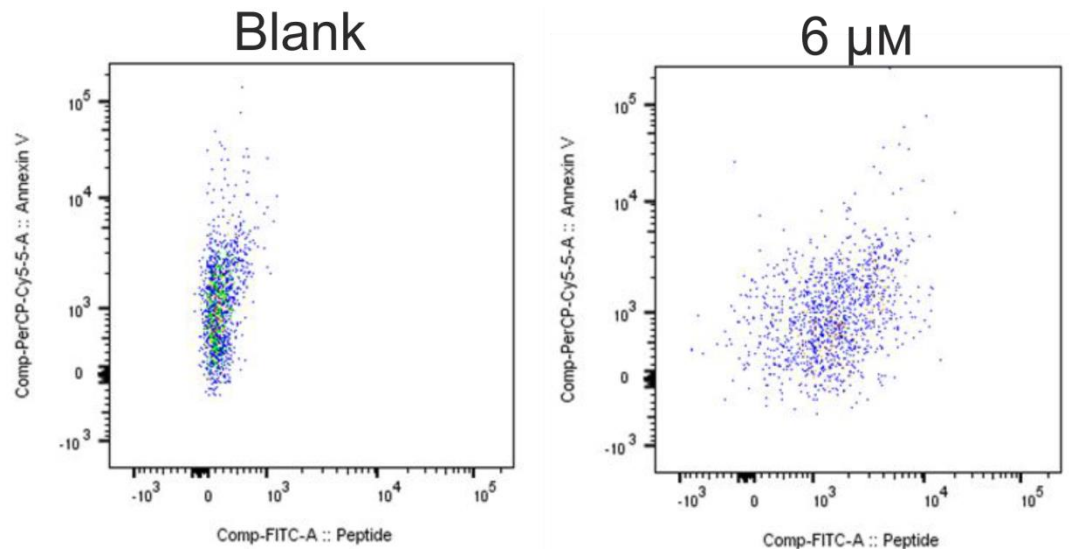 Blank
6 μм
10^5
10^4
10^3
0
-10^3
Comp-PerCP-Cy5-5-A :: Annexin V
-10^3 0 10^3 10^4 10^5
Comp-FITC-A :: Peptide
10^5
10^4
10^3
0
-10^3
Comp-PerCP-Cy5-5-A :: Annexin V
-10^3 0 10^3 10^4 10^5
Comp-FITC-A :: Peptide